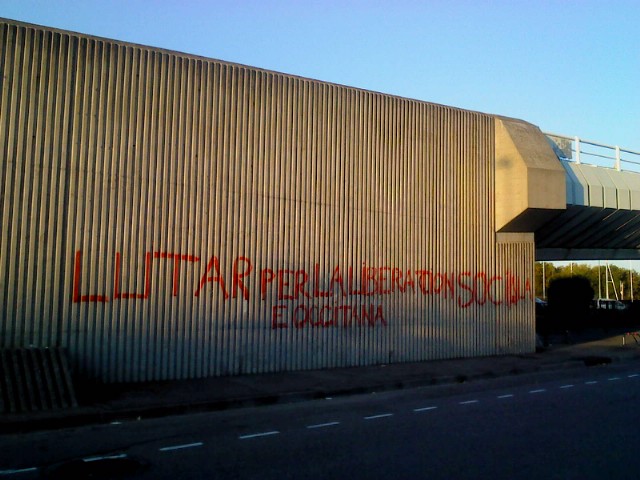 LUTAR PER LA LIBERACION SOCIALA
E OCCITANA